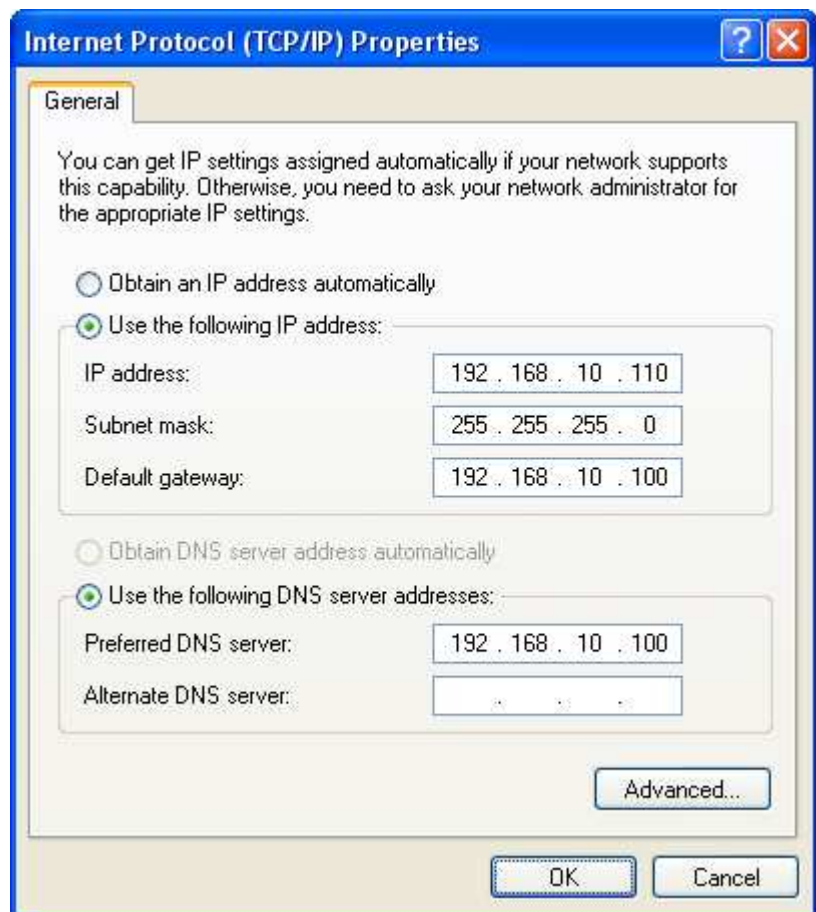 Internet Protocol (TCP/IP) Properties
General
You can get IP settings assigned automatically if your network supports
this capability. Otherwise, you need to ask your network administrator for
the appropriate IP settings.
Obtain an IP address automatically
Use the following IP address:
IP address: 192 . 168 . 10 . 110
Subnet mask: 255 . 255 . 255 . 0
Default gateway: 192 . 168 . 10 . 100
Obtain DNS server address automatically
Use the following DNS server addresses:
Preferred DNS server: 192 . 168 . 10 . 100
Alternate DNS server: . . .
Advanced...
OK Cancel